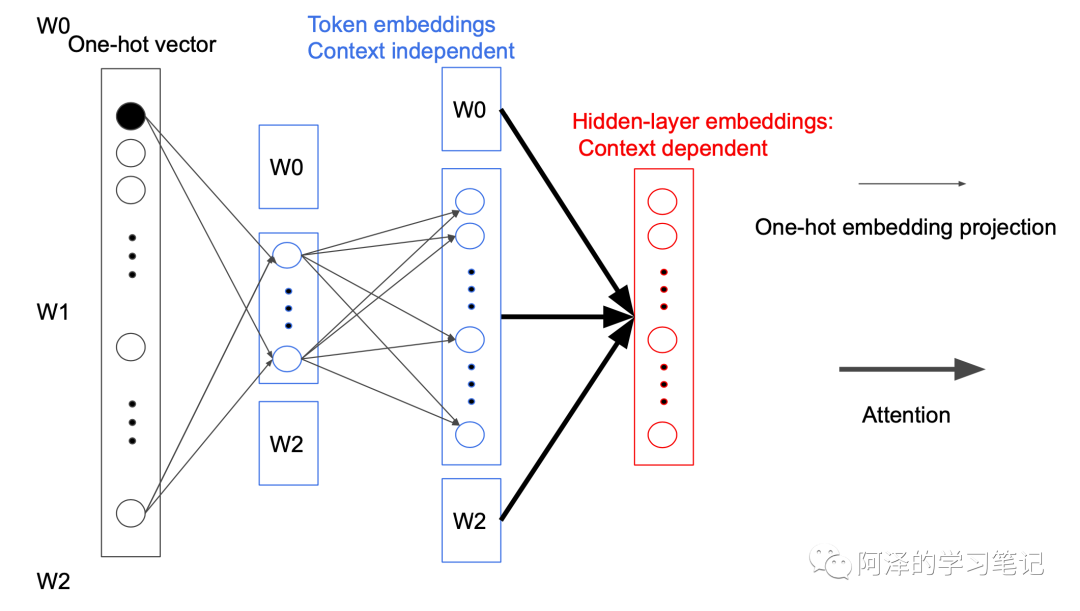 W0
One-hot vector
Token embeddings
Context independent
W0
Hidden-layer embeddings:
Context dependent
W0
One-hot embedding projection
W1
Attention
W2
W2
W2
阿泽的学习笔记